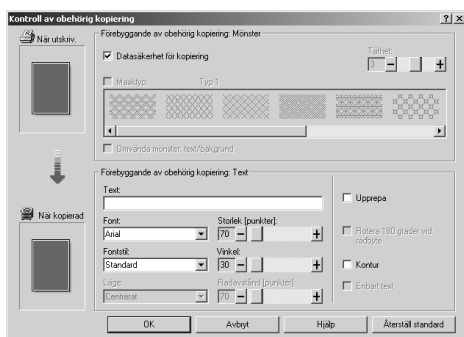 Kontroll av obehörig kopiering
När utskriv.
Förebyggande av obehörig kopiering: Mönster
Datasäkerhet för kopiering
Täthet:
3
Masktyp: Typ 1
Omvända mönster: text/bakgrund
När kopierad
Förebyggande av obehörig kopiering: Text
Text:
Font:
Arial
Storlek [punkter]:
70
Fontstil:
Standard
Vinkel:
30
Läge:
Centrerat
Radavstånd [punkter]:
70
Upprepa
Rotera 180 grader vid radbyte
Kontur
Enbart text
OK
Avbryt
Hjälp
Återställ standard